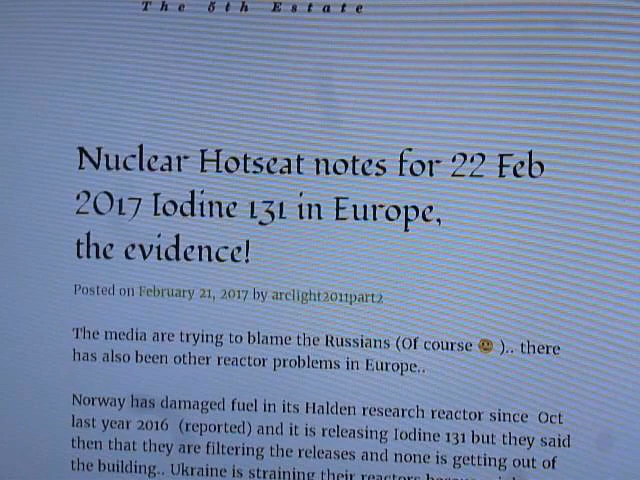 The 5th Estate
Nuclear Hotseat notes for 22 Feb
2017 Iodine 131 in Europe,
the evidence!
Posted on February 21, 2017 by arclight2011part2
The media are trying to blame the Russians (Of course 😀 ).. there
has also been other reactor problems in Europe..
Norway has damaged fuel in its Halden research reactor since Oct
last year 2016 (reported) and it is releasing Iodine 131 but they said
then that they are filtering the releases and none is getting out of
the building.. Ukraine is straining their reactors